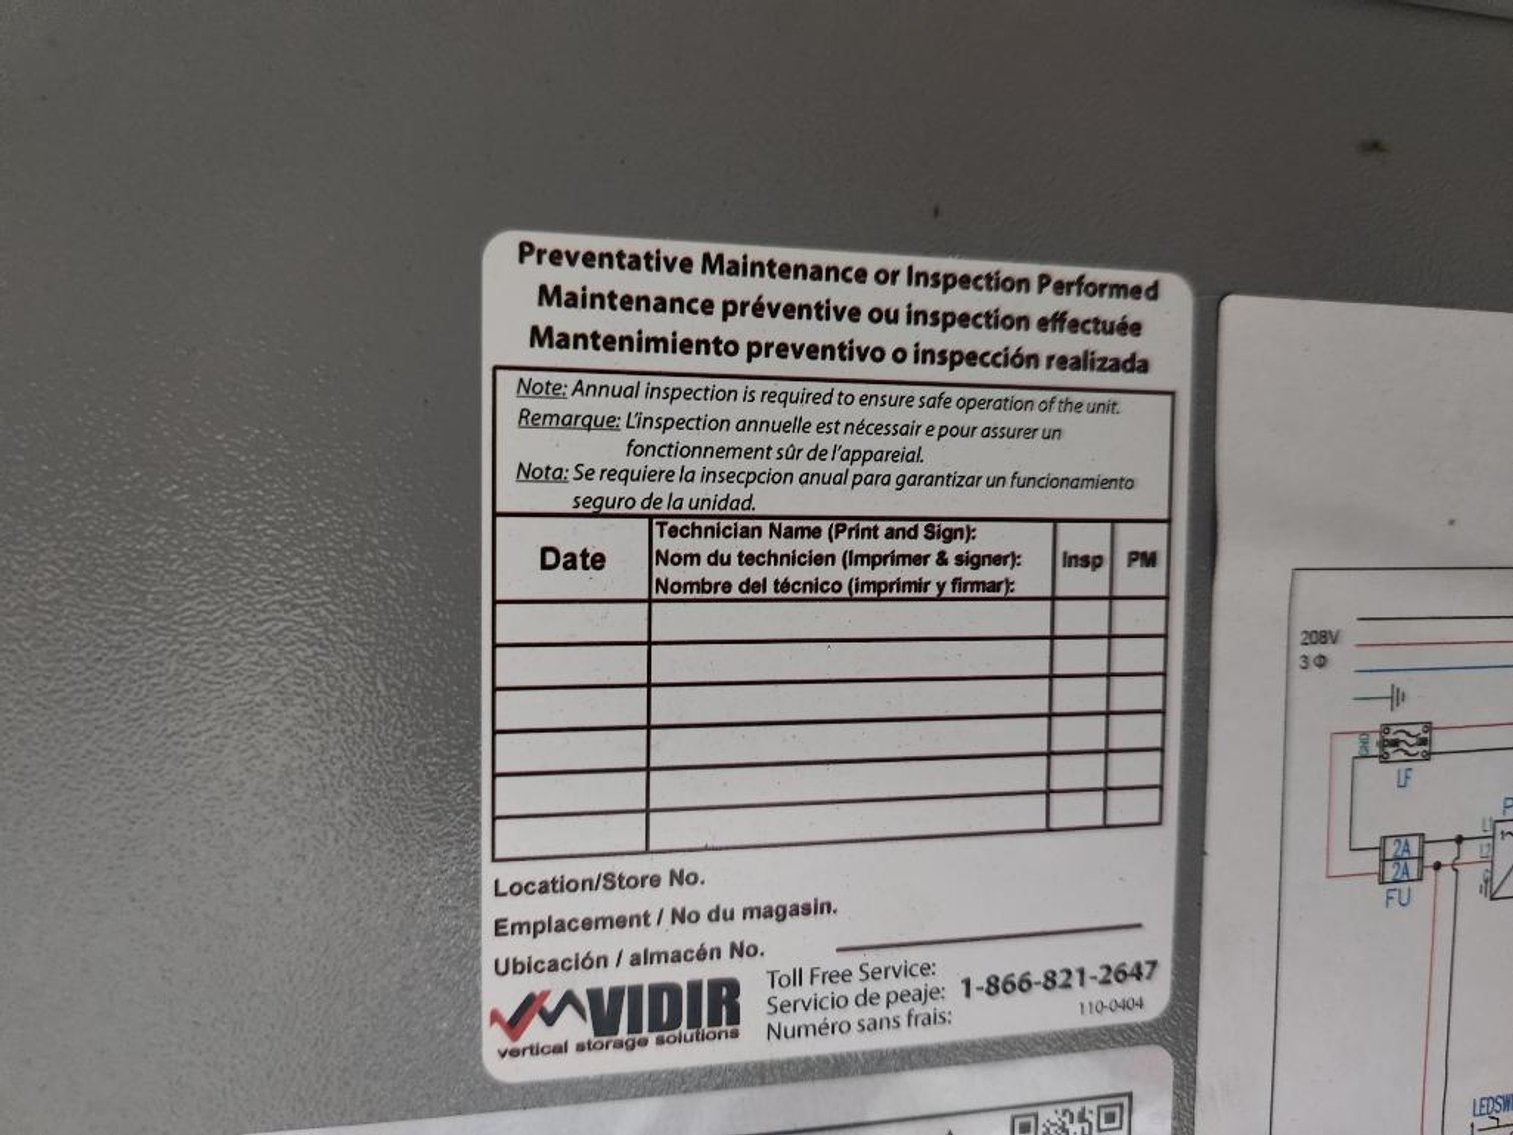 Preventative Maintenance or Inspection Performed
Maintenance préventive ou inspection effectuée
Mantenimiento preventivo o inspección realizada
Note: Annual inspection is required to ensure safe operation of the unit.
Remarque: L'inspection annuelle est nécessair e pour assurer un
fonctionnement sûr de l'appareial.
Nota: Se requiere la insecpcion anual para garantizar un funcionamiento
seguro de la unidad.
Date
Technician Name (Print and Sign):
Nom du technicien (Imprimer & signer):
Nombre del técnico (imprimir y firmar):
Insp
PM
Location/Store No.
Emplacement / No du magasin.
Ubicación / almacén No.
VIDIR
vertical storage solutions
Toll Free Service:
Servicio de peaje:
Numéro sans frais:
1-866-821-2647
110-0404
208V
3 Φ
GND
LF
2A
2A
FU
L1
L2